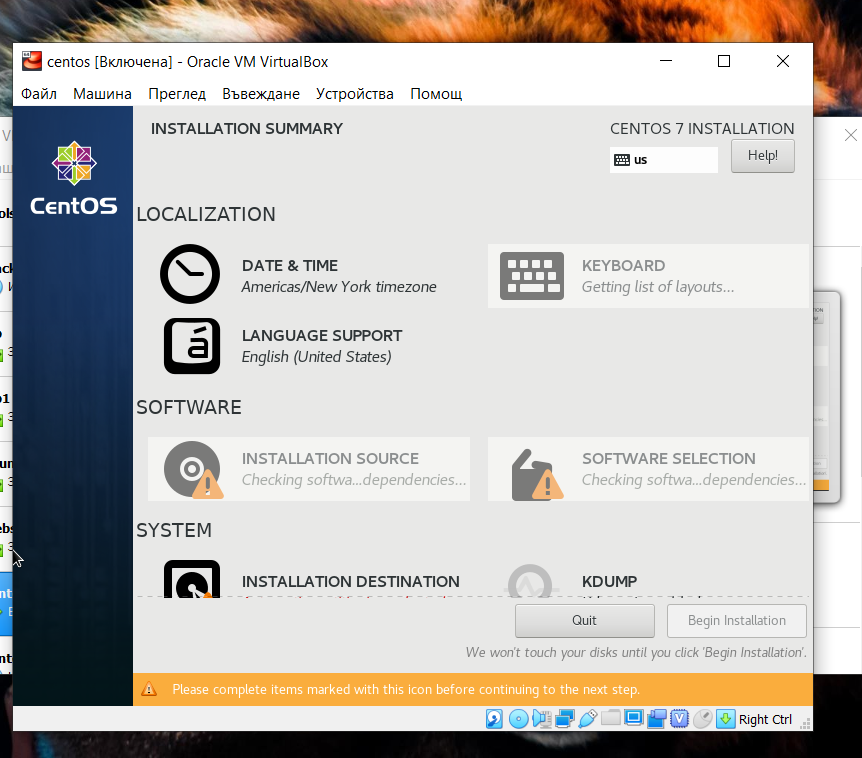 centos [Включена] - Oracle VM VirtualBox
Файл Машина Преглед Въвеждане Устройства Помощ
INSTALLATION SUMMARY
CENTOS 7 INSTALLATION
us
Help!
CentOS
LOCALIZATION
DATE & TIME
Americas/New York timezone
KEYBOARD
Getting list of layouts...
LANGUAGE SUPPORT
English (United States)
SOFTWARE
INSTALLATION SOURCE
Checking softwa...dependencies...
SOFTWARE SELECTION
Checking softwa...dependencies...
SYSTEM
INSTALLATION DESTINATION
KDUMP
Quit
Begin Installation
We won't touch your disks until you click 'Begin Installation'.
Please complete items marked with this icon before continuing to the next step.
Right Ctrl